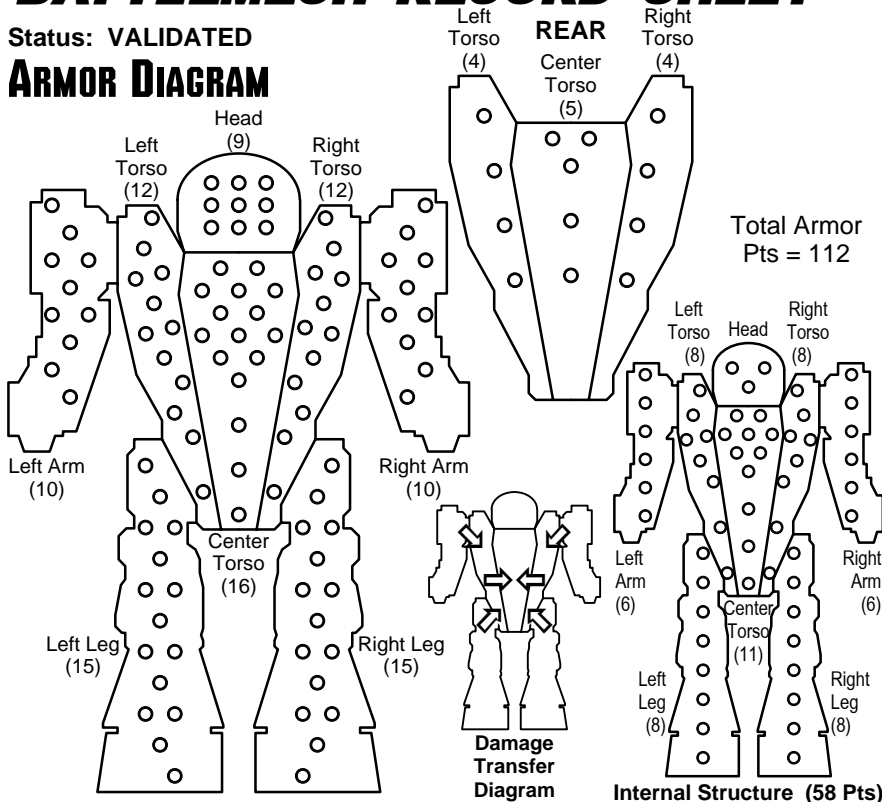 BATTLEMECH RECORD SHEET
Status: VALIDATED
ARMOR DIAGRAM
Head
(9)
Left
Torso
(12)
Right
Torso
(12)
Left Arm
(10)
Right Arm
(10)
Center
Torso
(16)
Left Leg
(15)
Right Leg
(15)
Left
Torso
(4)
REAR
Center
Torso
(5)
Right
Torso
(4)
Total Armor
Pts = 112
Left
Torso
(8)
Head
Right
Torso
(8)
Left
Arm
(6)
Right
Arm
(6)
Center
Torso
(11)
Left
Leg
(8)
Right
Leg
(8)
Damage
Transfer
Diagram
Internal Structure (58 Pts)